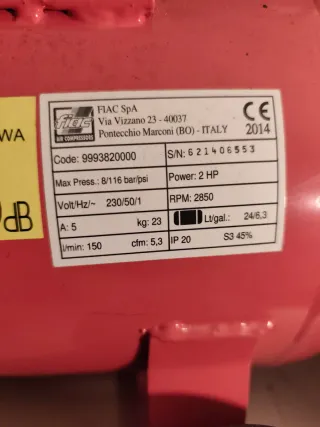 WA
dB
fiac
AIR COMPRESSORS
FIAC SpA
Via Vizzano 23 - 40037
Pontecchio Marconi (BO) - ITALY
CE
2014
Code: 9993820000
S/N: 621406553
Max Press.: 8/116 bar/psi
Power: 2 HP
Volt/Hz/~ 230/50/1
RPM: 2850
A: 5 kg: 23
Lt/gal.: 24/6,3
l/min: 150 cfm: 5,3
IP 20 S3 45%